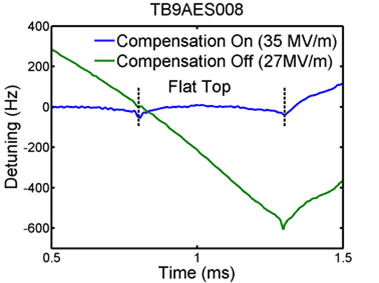 TB9AES008
400
200
0
-200
-400
-600
Detuning (Hz)
Compensation On (35 MV/m)
Compensation Off (27MV/m)
Flat Top
0.5
1
1.5
Time (ms)